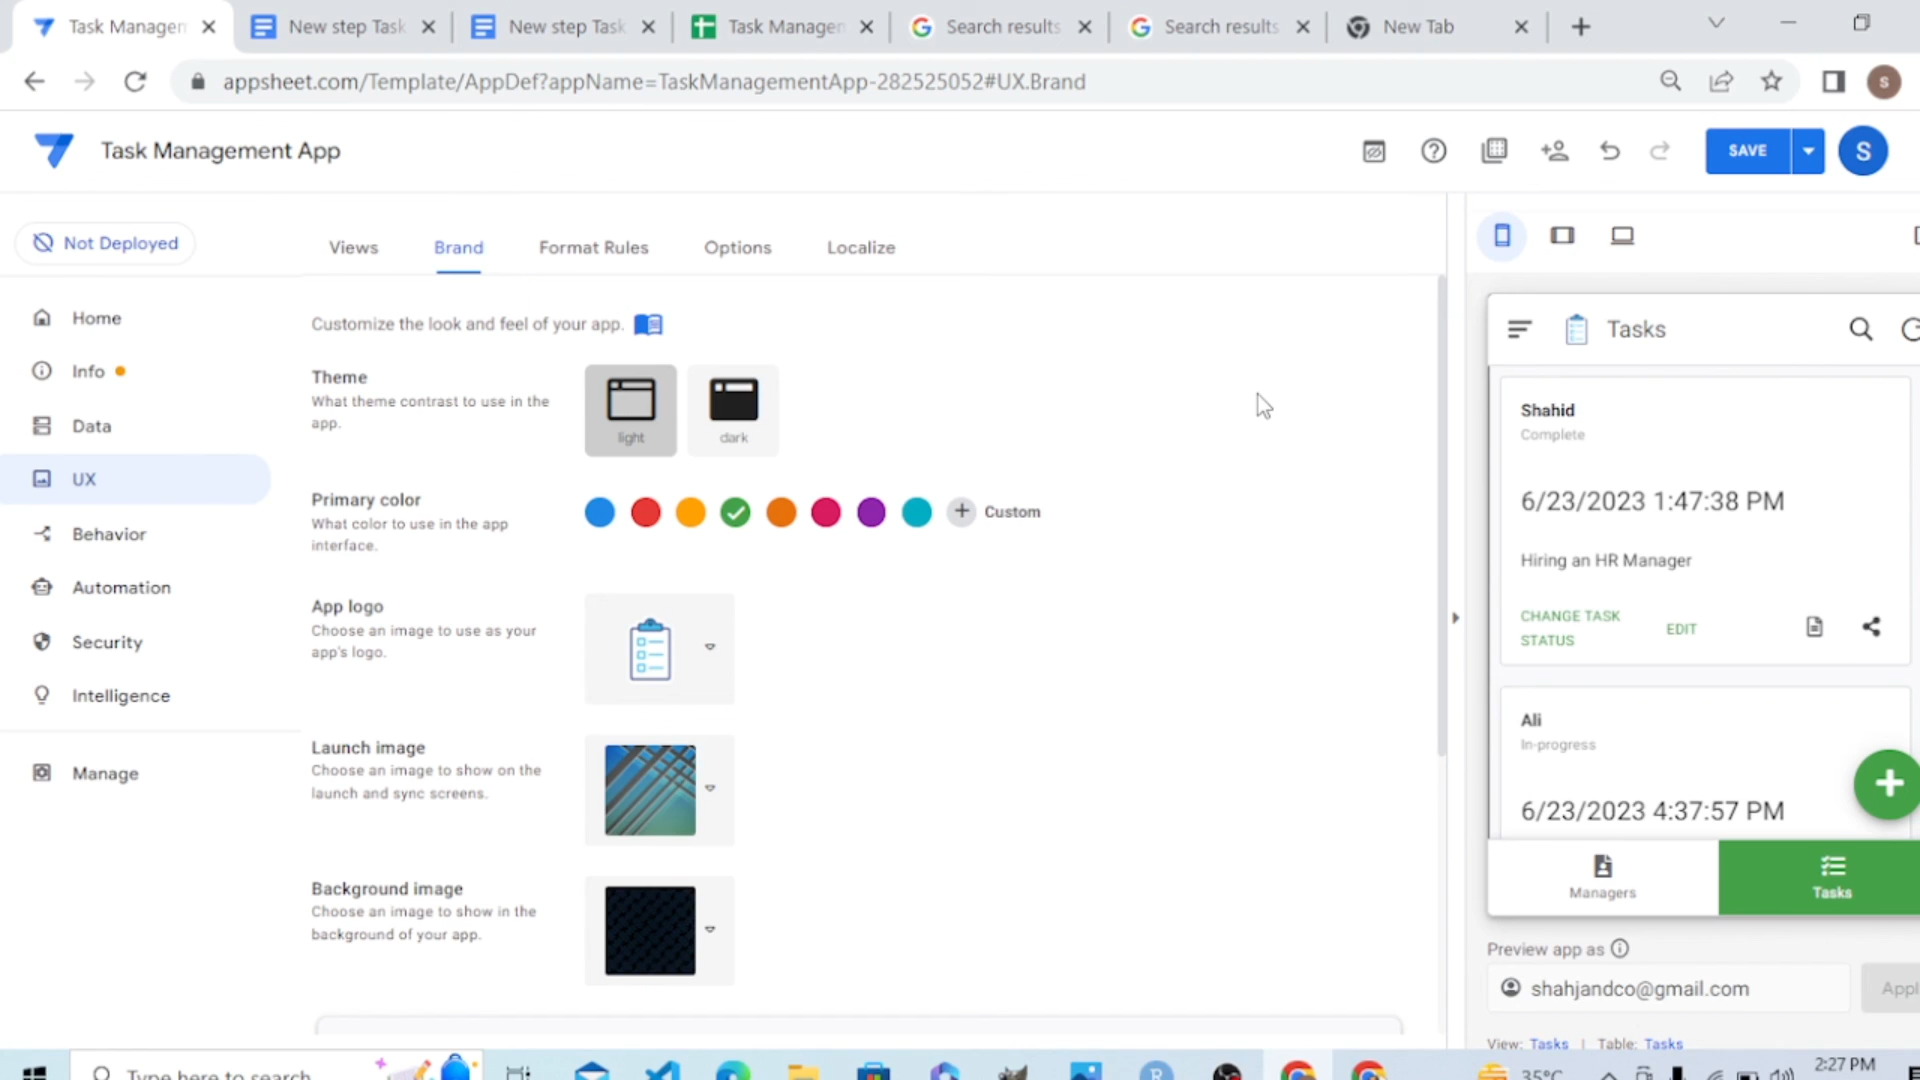 Task Managen
New step Task
New step Task
Task Managen
Search results
Search results
New Tab
appsheet.com/Template/AppDef?appName=TaskManagementApp-282525052#UX.Brand
S
Task Management App
SAVE
S
Not Deployed
Views
Brand
Format Rules
Options
Localize
Home
Info
Data
UX
Behavior
Automation
Security
Intelligence
Manage
Customize the look and feel of your app.
Theme
What theme contrast to use in the
app.
light
dark
Primary color
What color to use in the app
interface.
Custom
App logo
Choose an image to use as your
app's logo.
Launch image
Choose an image to show on the
launch and sync screens.
Background image
Choose an image to show in the
background of your app.
Tasks
Shahid
Complete
6/23/2023 1:47:38 PM
Hiring an HR Manager
CHANGE TASK
STATUS
EDIT
Ali
In-progress
6/23/2023 4:37:57 PM
Managers
Tasks
Preview app as
shahjandco@gmail.com
Appl
View: Tasks | Table: Tasks
Type here to search
35°C
2:27 PM